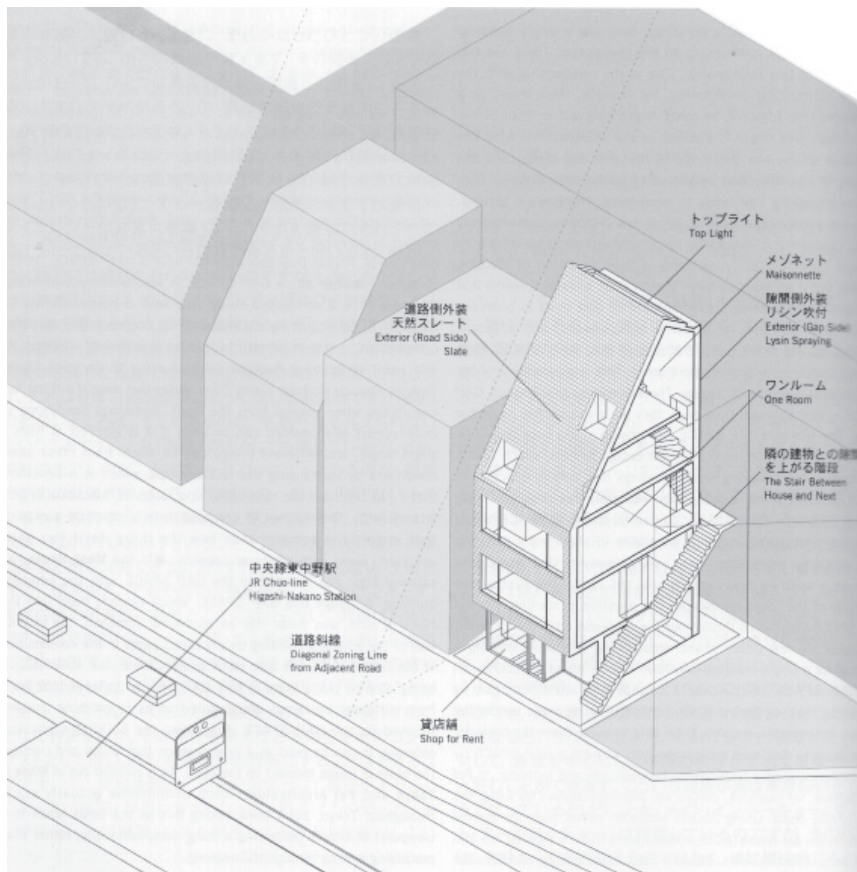 トップライト
Top Light
メゾネット
Maisonnette
隙間側外装
リシン吹付
Exterior (Gap Side)
Lysin Spraying
道路側外装
天然スレート
Exterior (Road Side)
Slate
ワンルーム
One Room
隣の建物との隙間
を上がる階段
The Stair Between
House and Next
中央線東中野駅
JR Chuo-line
Higashi-Nakano Station
道路斜線
Diagonal Zoning Line
from Adjacent Road
貸店舗
Shop for Rent